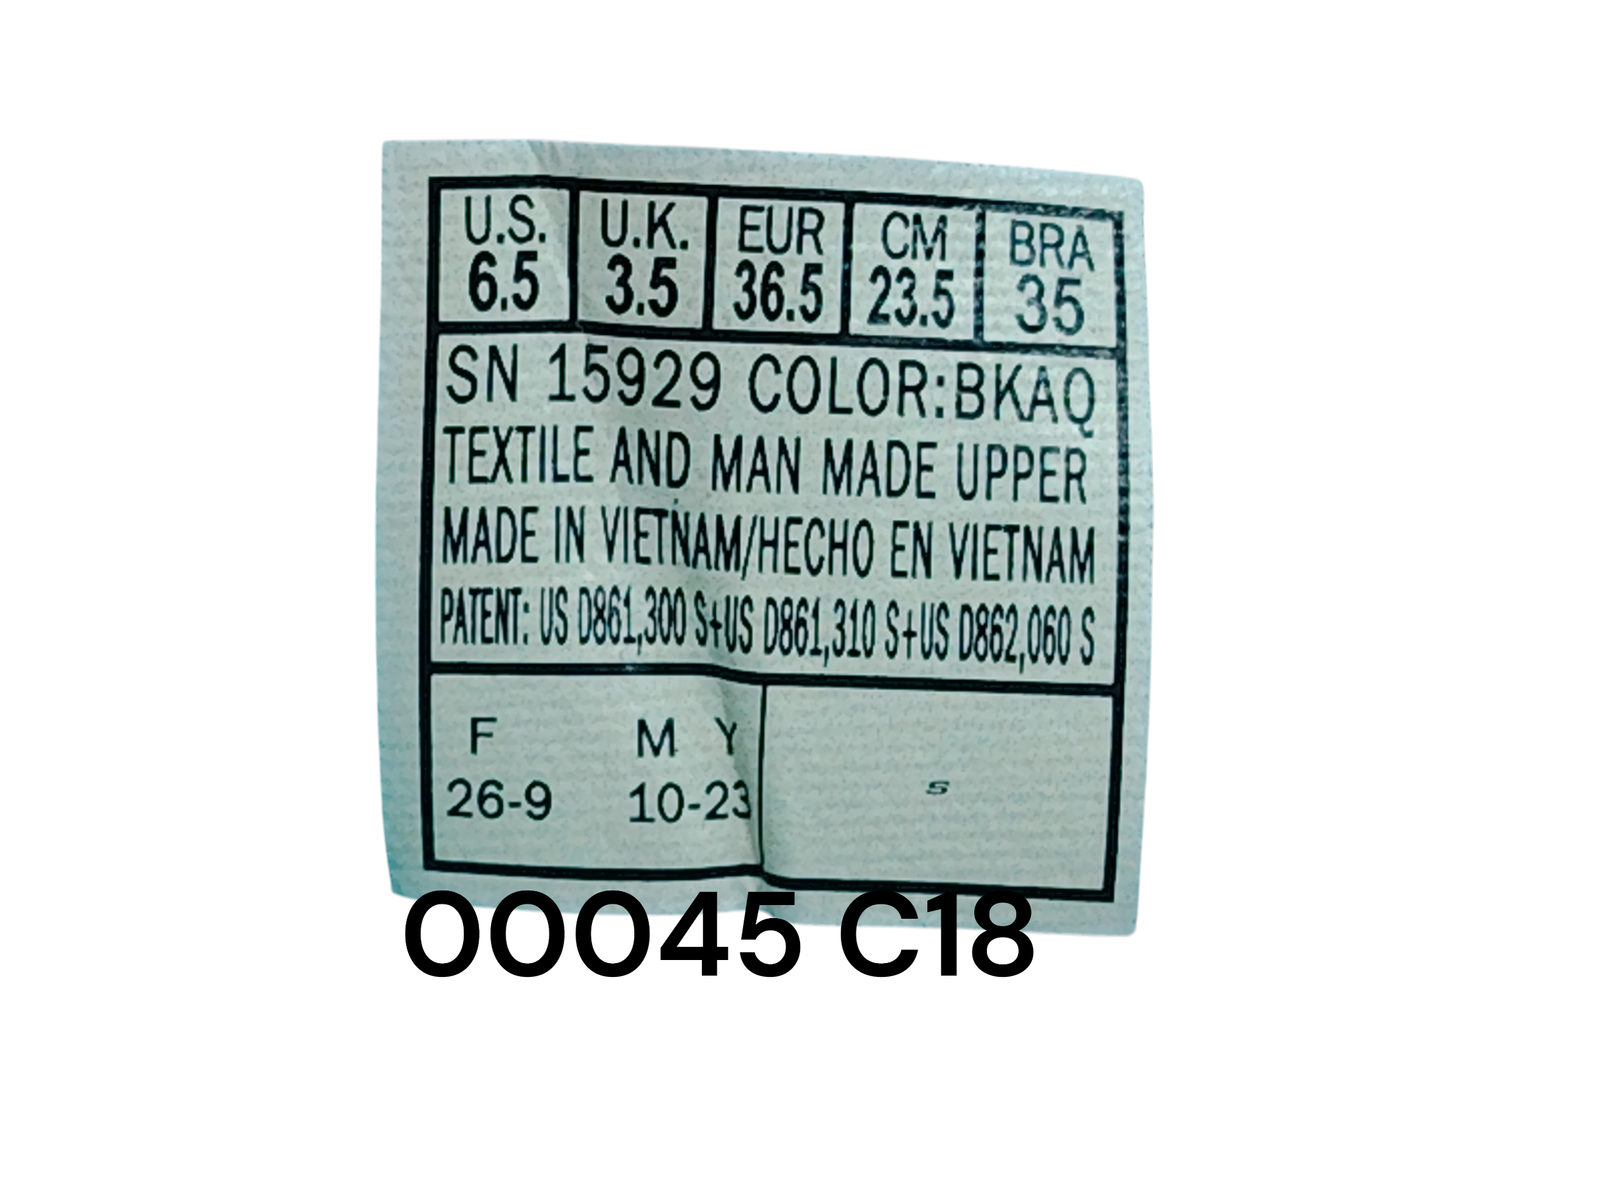 U.S. U.K. EUR CM BRA
6.5 3.5 36.5 23.5 35
SN 15929 COLOR:BKAQ
TEXTILE AND MAN MADE UPPER
MADE IN VIETNAM/HECHO EN VIETNAM
PATENT: US D861,300 S+US D861,310 S+US D862,060 S
F M Y
26-9 10-23
S
00045 C18